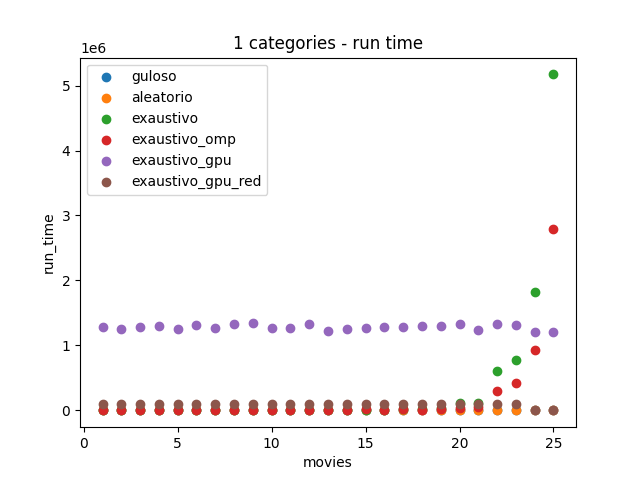 1 categories - run time
1e6
guloso
aleatorio
exaustivo
exaustivo_omp
exaustivo_gpu
exaustivo_gpu_red
5
4
3
2
1
0
run_time
0 5 10 15 20 25
movies